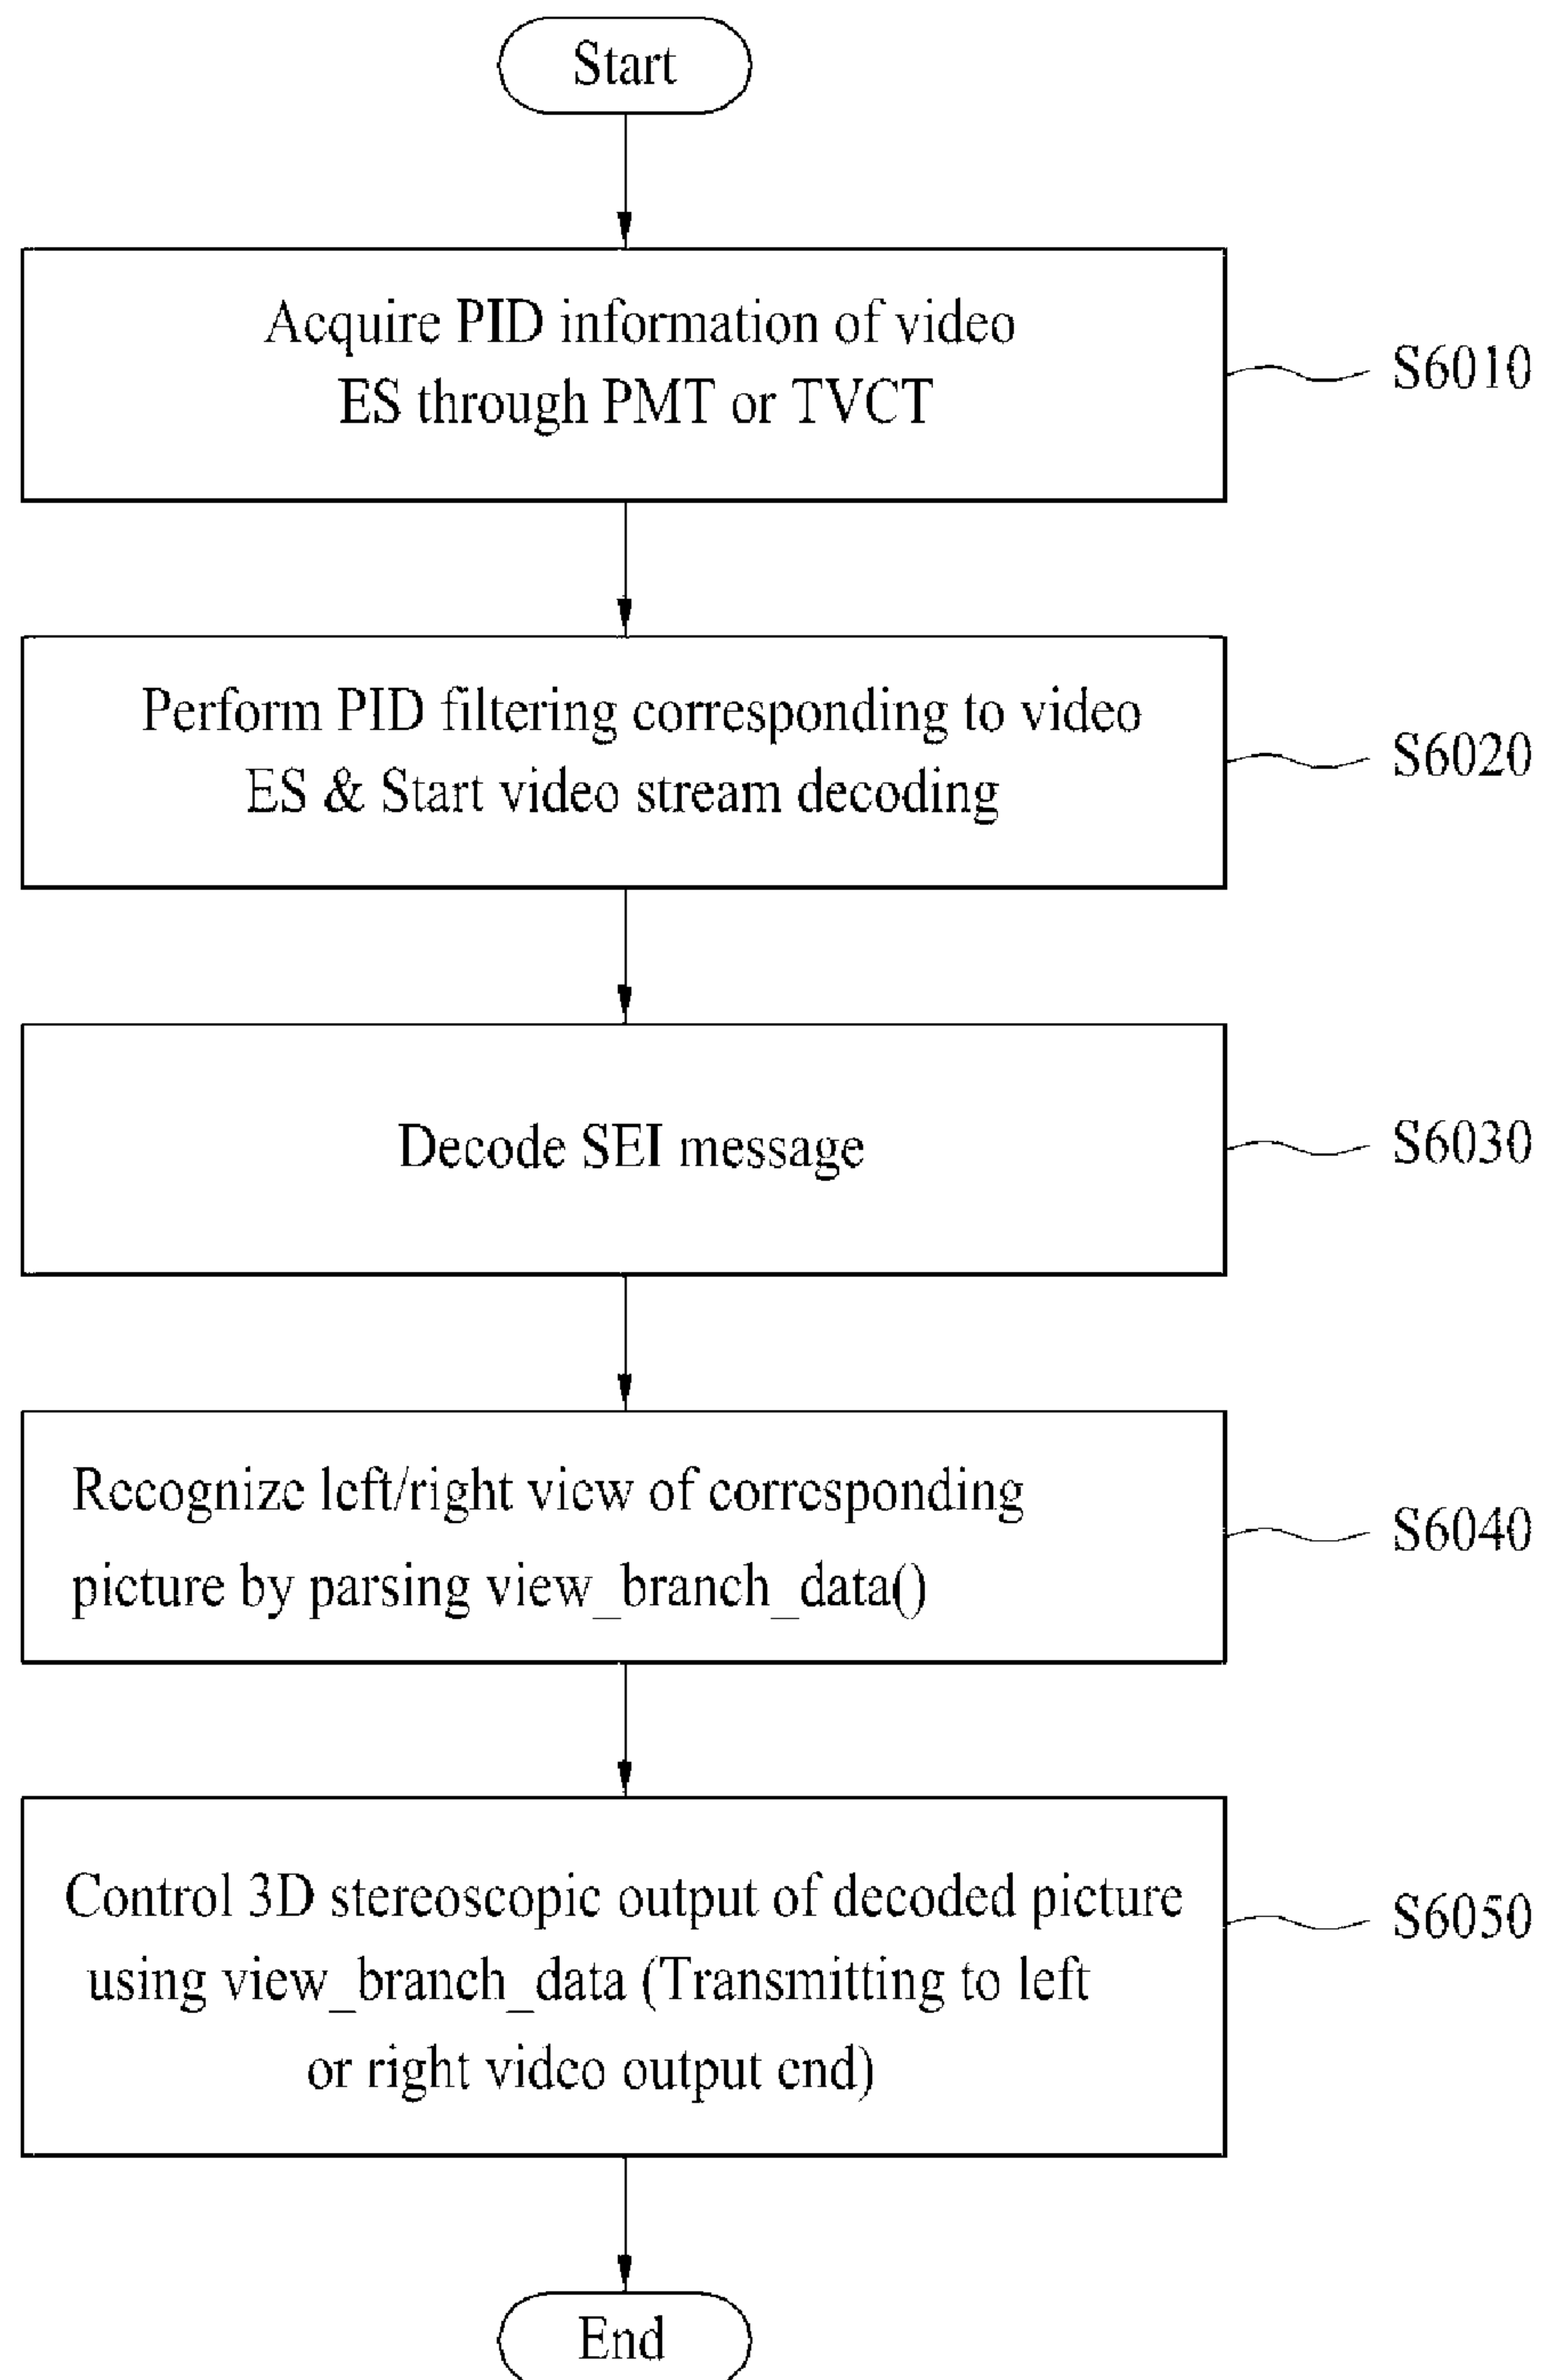 Start
Acquire PID information of video
ES through PMT or TVCT
S6010
Perform PID filtering corresponding to video
ES & Start video stream decoding
S6020
Decode SEI message
S6030
Recognize left/right view of corresponding
picture by parsing view_branch_data()
S6040
Control 3D stereoscopic output of decoded picture
using view_branch_data (Transmitting to left
or right video output end)
S6050
End